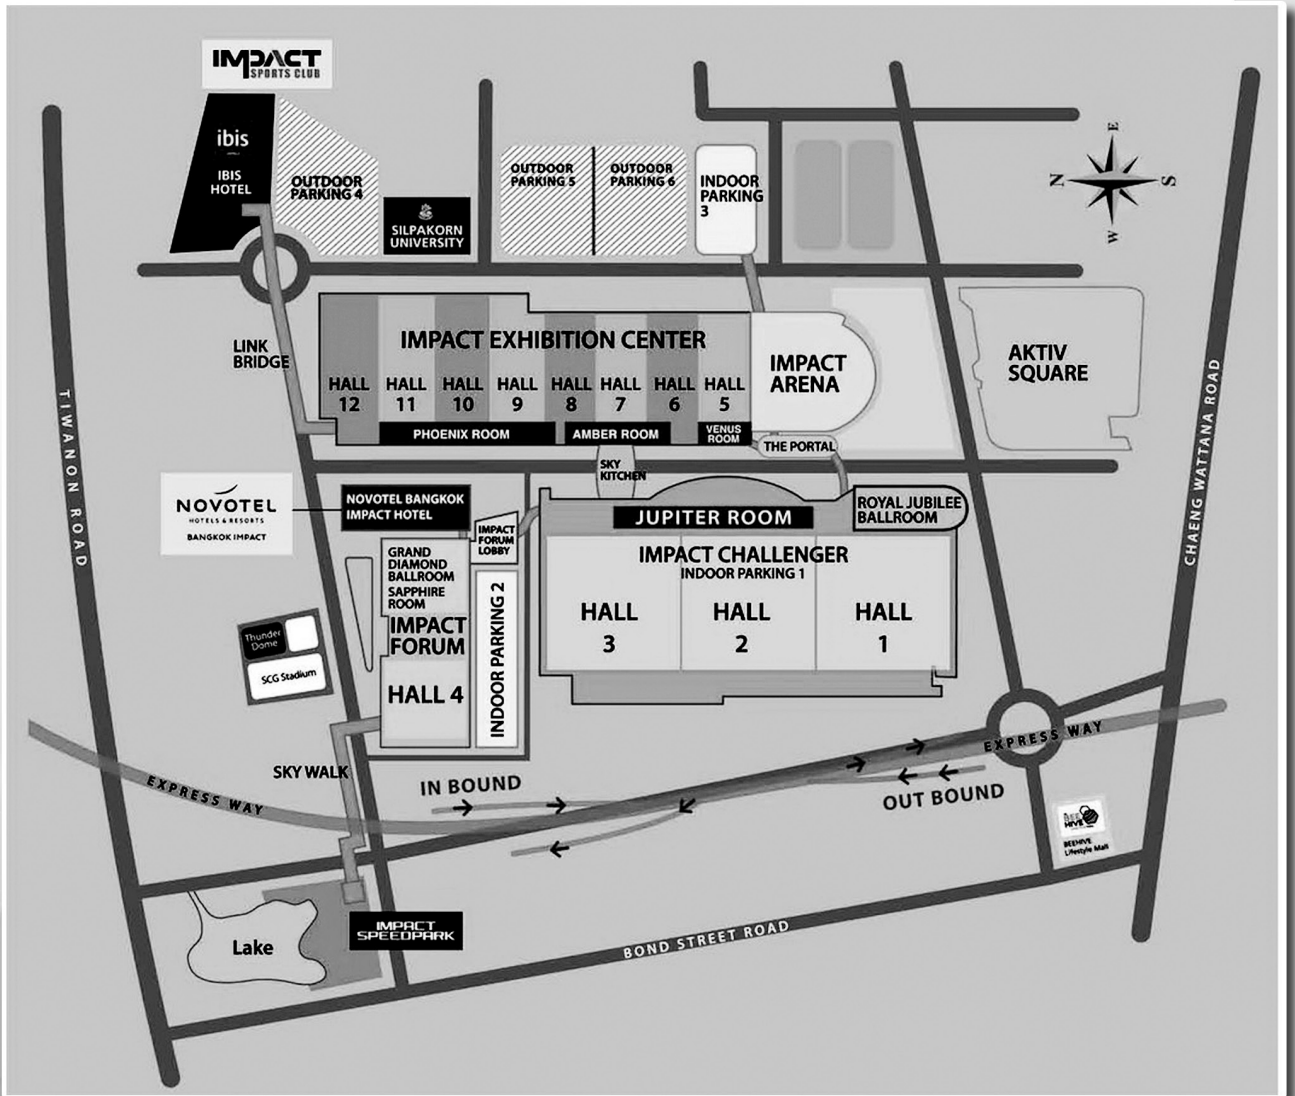 IMPACT
SPORTS CLUB
ibis
IBIS
HOTEL
OUTDOOR
PARKING 4
SILPAKORN
UNIVERSITY
OUTDOOR
PARKING 5
OUTDOOR
PARKING 6
INDOOR
PARKING
3
E
N
S
W
LINK
BRIDGE
IMPACT EXHIBITION CENTER
HALL
12
HALL
11
HALL
10
HALL
9
HALL
8
HALL
7
HALL
6
HALL
5
PHOENIX ROOM
AMBER ROOM
VENUS
ROOM
IMPACT
ARENA
THE PORTAL
AKTIV
SQUARE
TIWANON ROAD
CHAENG WATTANA ROAD
SKY
KITCHEN
NOVOTEL
HOTELS & RESORTS
BANGKOK IMPACT
NOVOTEL BANGKOK
IMPACT HOTEL
IMPACT
FORUM
LOBBY
JUPITER ROOM
ROYAL JUBILEE
BALLROOM
GRAND
DIAMOND
BALLROOM
SAPPHIRE
ROOM
IMPACT
FORUM
HALL 4
INDOOR PARKING 2
IMPACT CHALLENGER
INDOOR PARKING 1
HALL
3
HALL
2
HALL
1
Thunder
Dome
SCG Stadium
SKY WALK
EXPRESS WAY
IN BOUND
EXPRESS WAY
OUT BOUND
BEE
HIVE
BEEHIVE
Lifestyle Mall
Lake
IMPACT
SPEEDPARK
BOND STREET ROAD